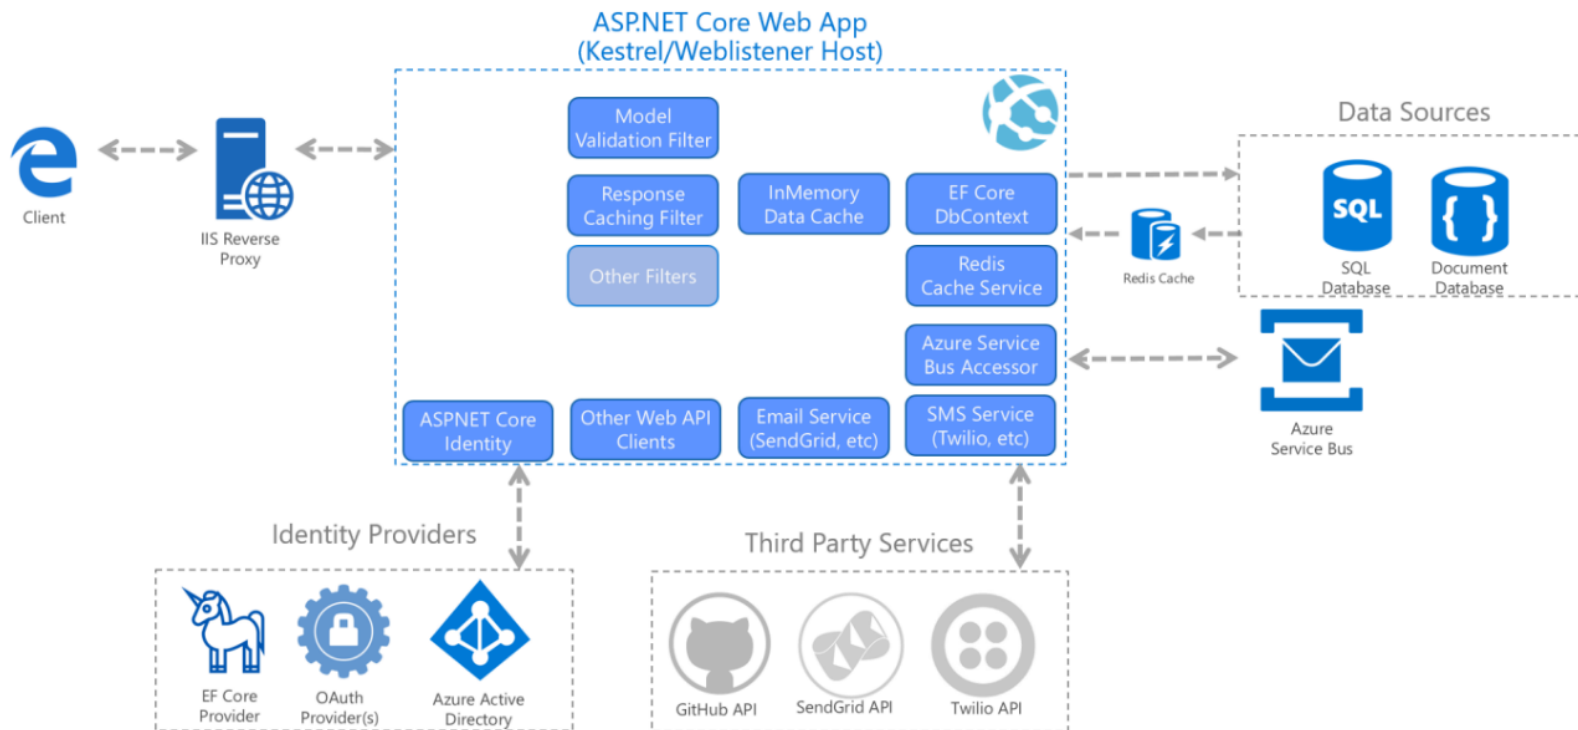 ASP.NET Core Web App
(Kestrel/Weblistener Host)
Model
Validation Filter
Response
Caching Filter
Other Filters
InMemory
Data Cache
EF Core
DbContext
Redis
Cache Service
Azure Service
Bus Accessor
ASP.NET Core
Identity
Other Web API
Clients
Email Service
(SendGrid, etc)
SMS Service
(Twilio, etc)
Client
IIS Reverse
Proxy
Data Sources
SQL
SQL
Database
{ }
Document
Database
Redis Cache
Azure
Service Bus
Identity Providers
EF Core
Provider
OAuth
Provider(s)
Azure Active
Directory
Third Party Services
GitHub API
SendGrid API
Twilio API